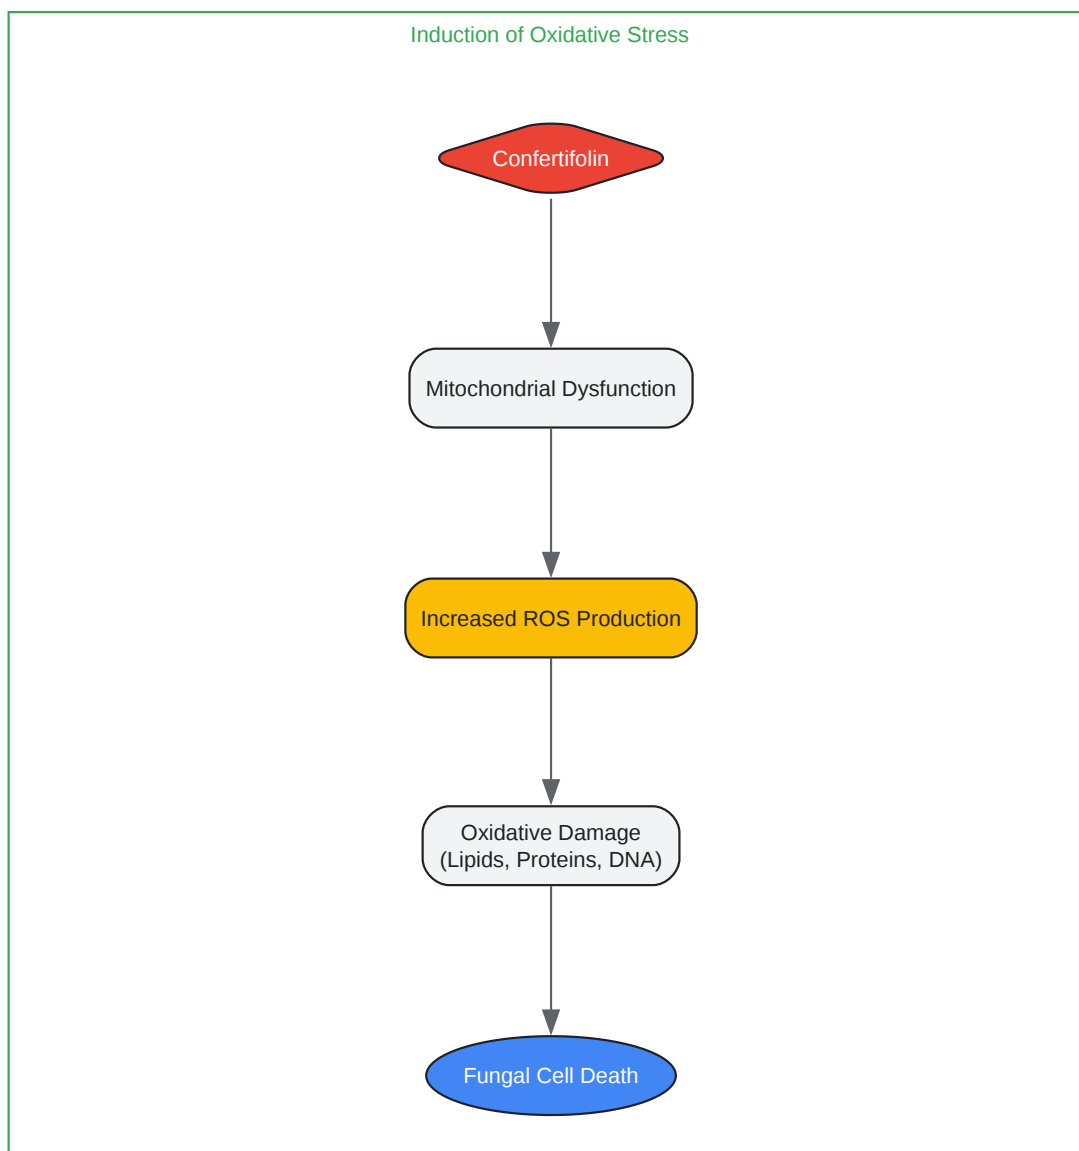 Induction of Oxidative Stress
Confertifolin
Mitochondrial Dysfunction
Increased ROS Production
Oxidative Damage
(Lipids, Proteins, DNA)
Fungal Cell Death